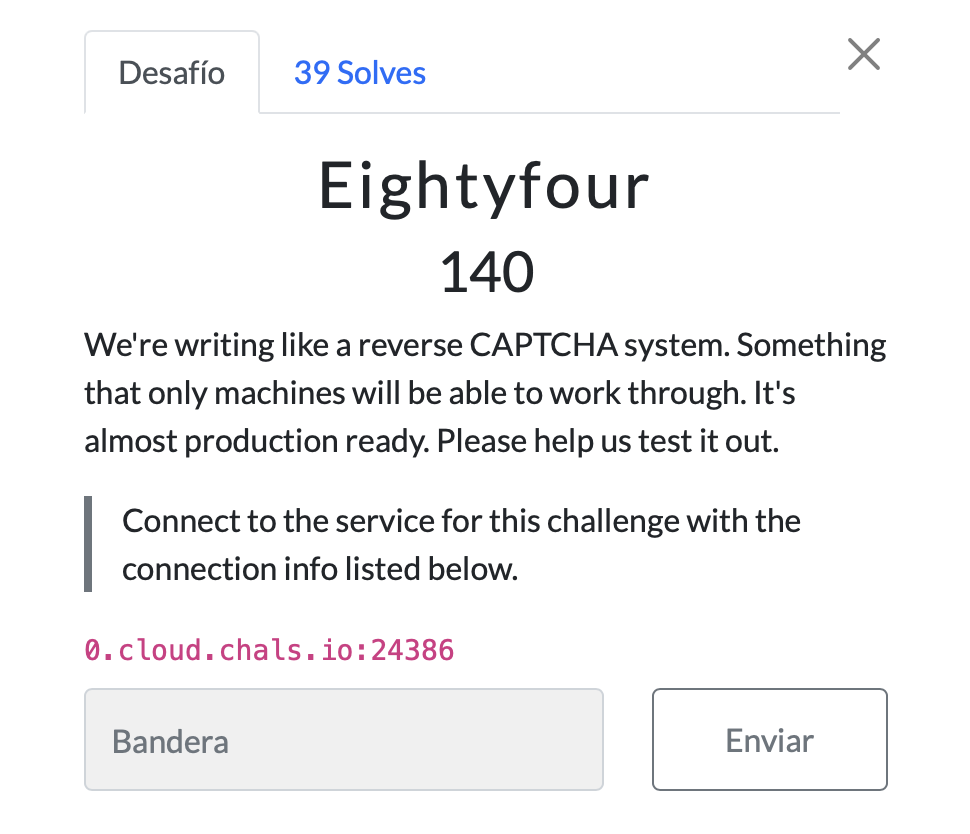 Desafío
39 Solves
Eightyfour
140
We're writing like a reverse CAPTCHA system. Something
that only machines will be able to work through. It's
almost production ready. Please help us test it out.
Connect to the service for this challenge with the
connection info listed below.
0.cloud.chals.io:24386
Bandera
Enviar